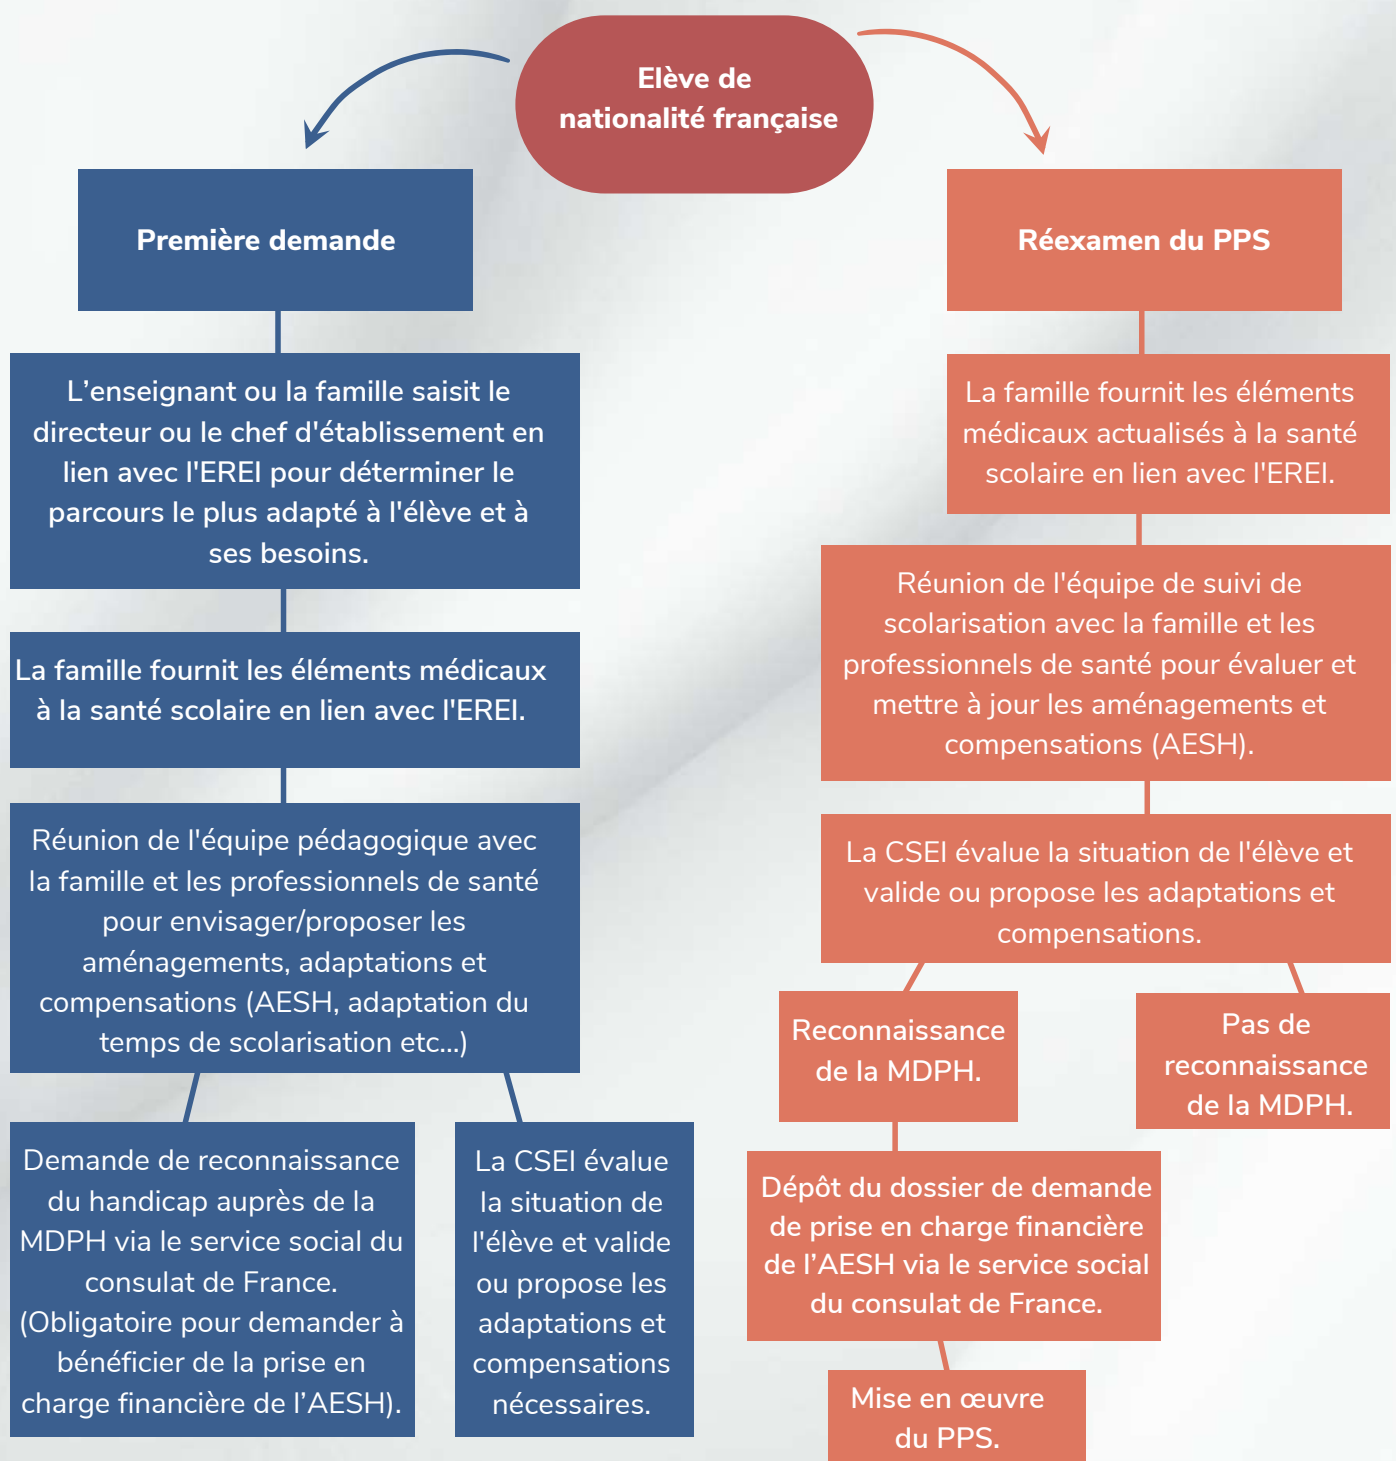 Elève de
nationalité française
Première demande
L'enseignant ou la famille saisit le
directeur ou le chef d'établissement en
lien avec l'EREI pour déterminer le
parcours le plus adapté à l'élève et à
ses besoins.
La famille fournit les éléments médicaux
à la santé scolaire en lien avec l'EREI.
Réunion de l'équipe pédagogique avec
la famille et les professionnels de santé
pour envisager/proposer les
aménagements, adaptations et
compensations (AESH, adaptation du
temps de scolarisation etc...)
Demande de reconnaissance
du handicap auprès de la
MDPH via le service social du
consulat de France.
(Obligatoire pour demander à
bénéficier de la prise en
charge financière de l'AESH).
La CSEI évalue
la situation de
l'élève et valide
ou propose les
adaptations et
compensations
nécessaires.
Réexamen du PPS
La famille fournit les éléments
médicaux actualisés à la santé
scolaire en lien avec l'EREI.
Réunion de l'équipe de suivi de
scolarisation avec la famille et les
professionnels de santé pour évaluer et
mettre à jour les aménagements et
compensations (AESH).
La CSEI évalue la situation de l'élève et
valide ou propose les adaptations et
compensations.
Reconnaissance
de la MDPH.
Pas de
reconnaissance
de la MDPH.
Dépôt du dossier de demande
de prise en charge financière
de l'AESH via le service social
du consulat de France.
Mise en œuvre
du PPS.